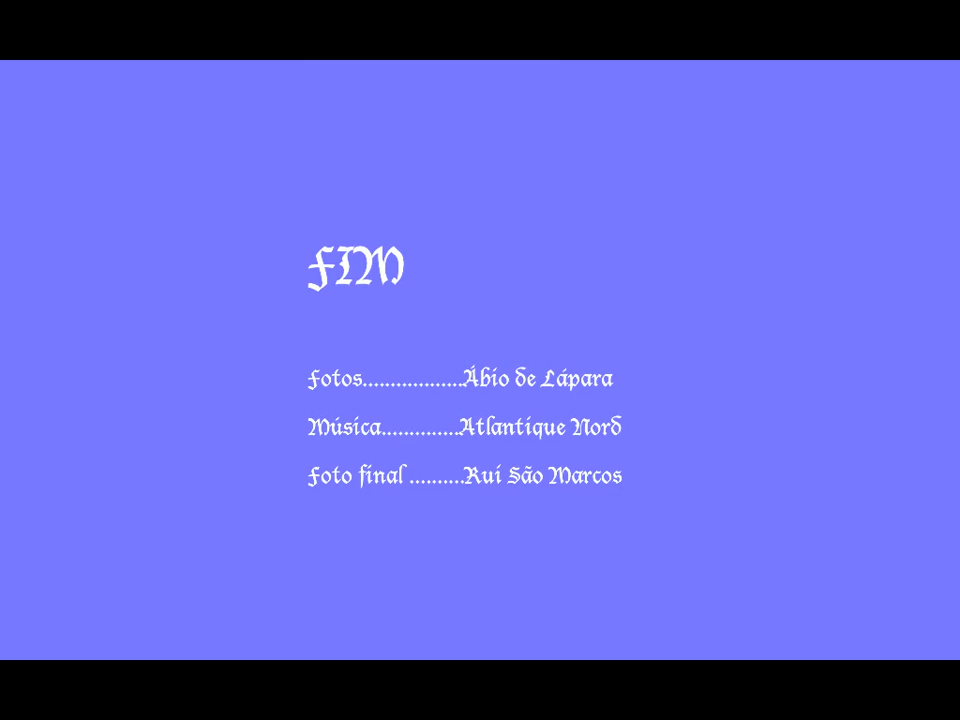 FIM
Fotos..................Ábio de Lápara
Música..............Atlantique Nord
Foto final ..........Rui São Marcos